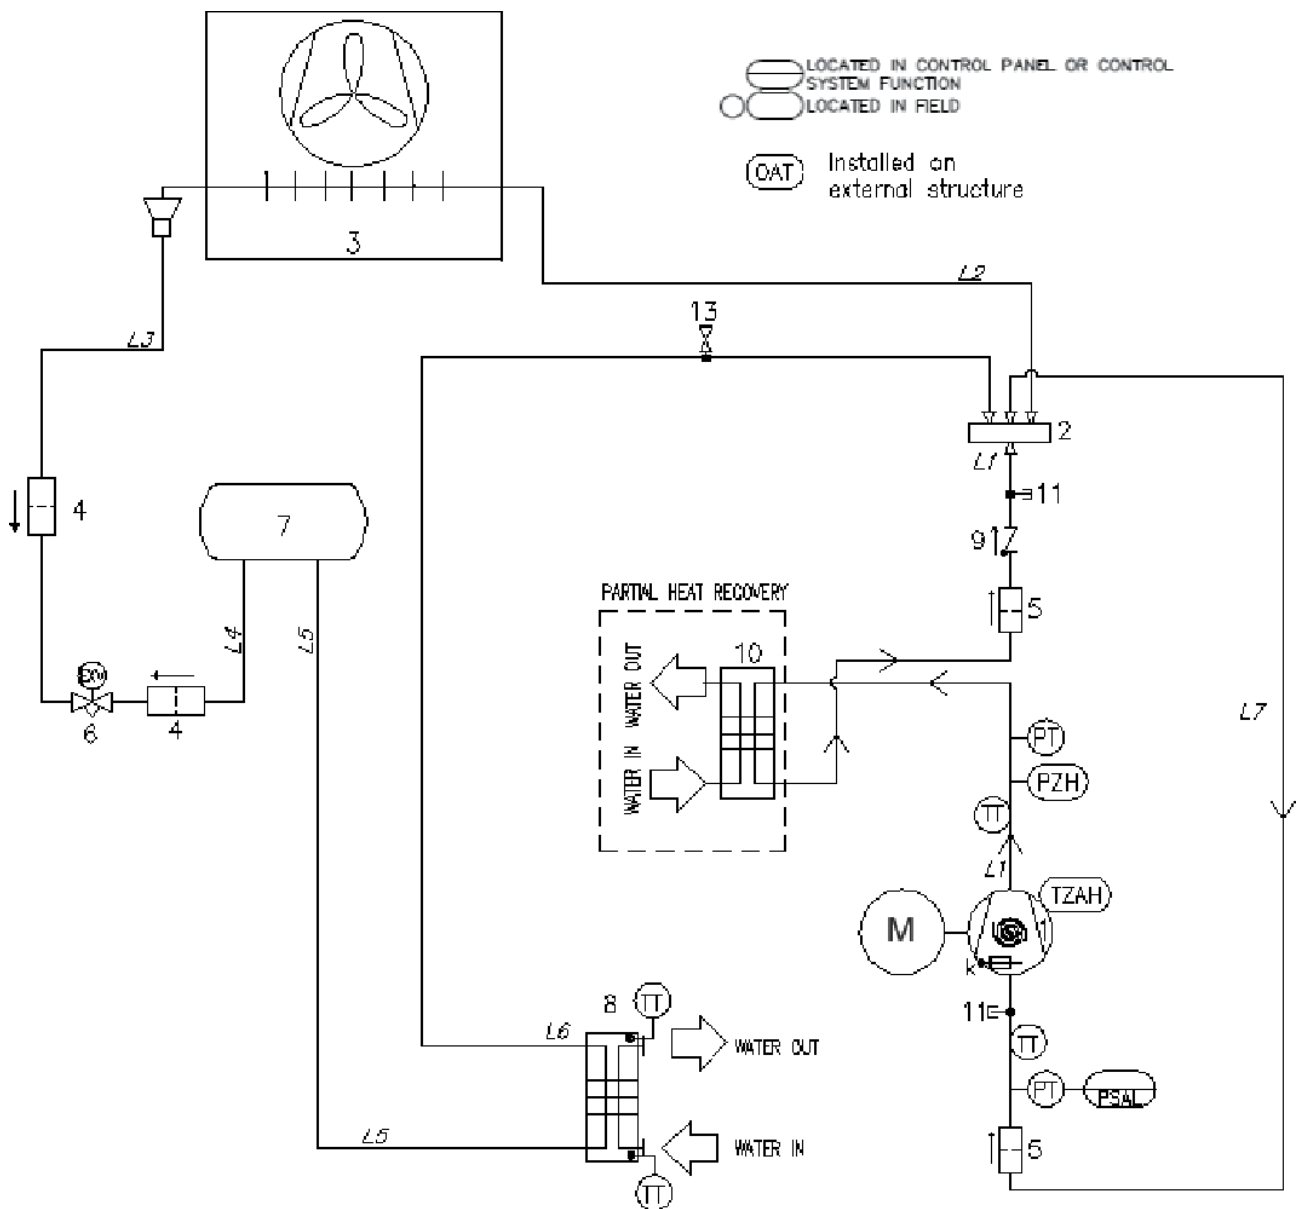 LOCATED IN CONTROL PANEL OR CONTROL
SYSTEM FUNCTION
LOCATED IN FIELD
OAT
Installed on
external structure
3
L2
13
L3
2
L1
11
4
7
9
PARTIAL HEAT RECOVERY
5
L4
L5
10
WATER OUT
WATER IN
EXV
6
4
L7
PT
PZH
TT
L1
TZAH
M
1
k
11
8
TT
L6
WATER OUT
TT
PT
PSAL
L5
WATER IN
5
TT